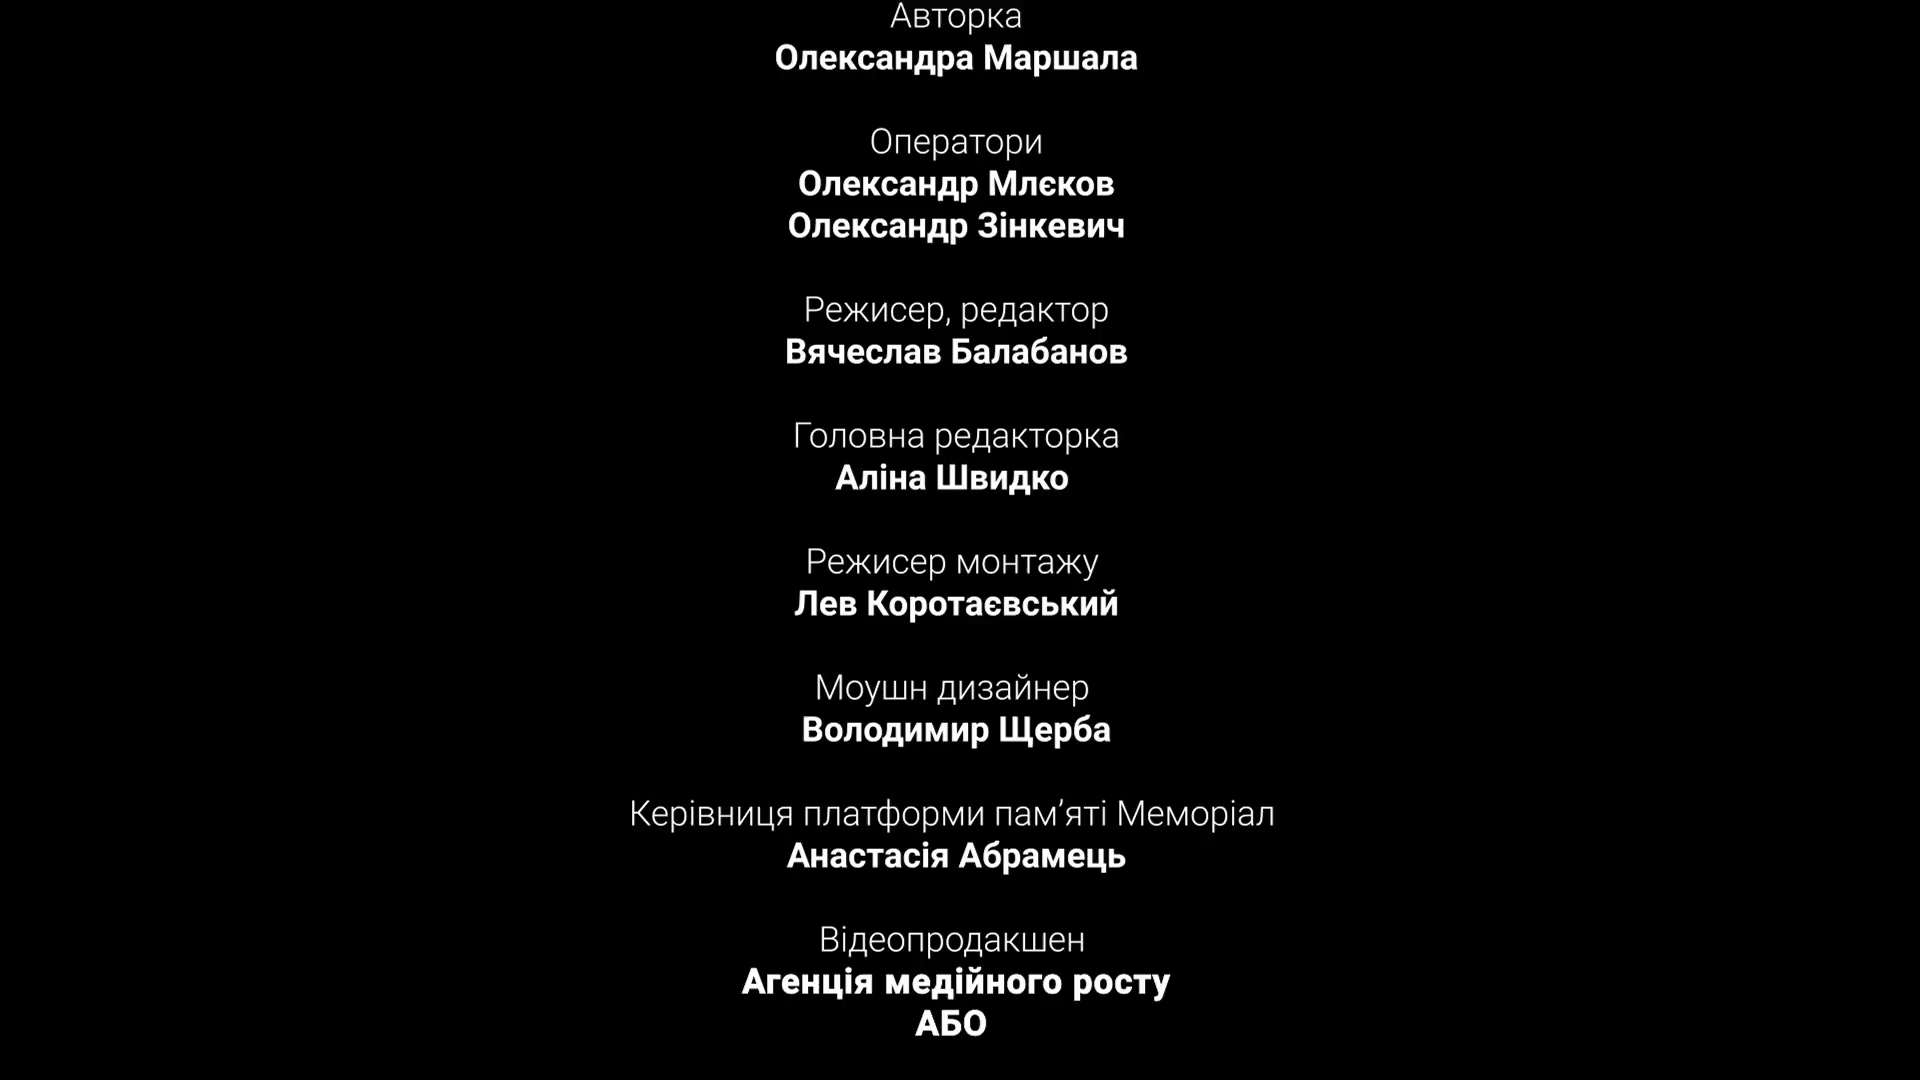 Авторка
Олександра Маршала
Оператори
Олександр Млєков
Олександр Зінкевич
Режисер, редактор
Вячеслав Балабанов
Головна редакторка
Аліна Швидко
Режисер монтажу
Лев Коротаєвський
Моушн дизайнер
Володимир Щерба
Керівниця платформи пам’яті Меморіал
Анастасія Абрамець
Відеопродакшен
Агенція медійного росту
АБО